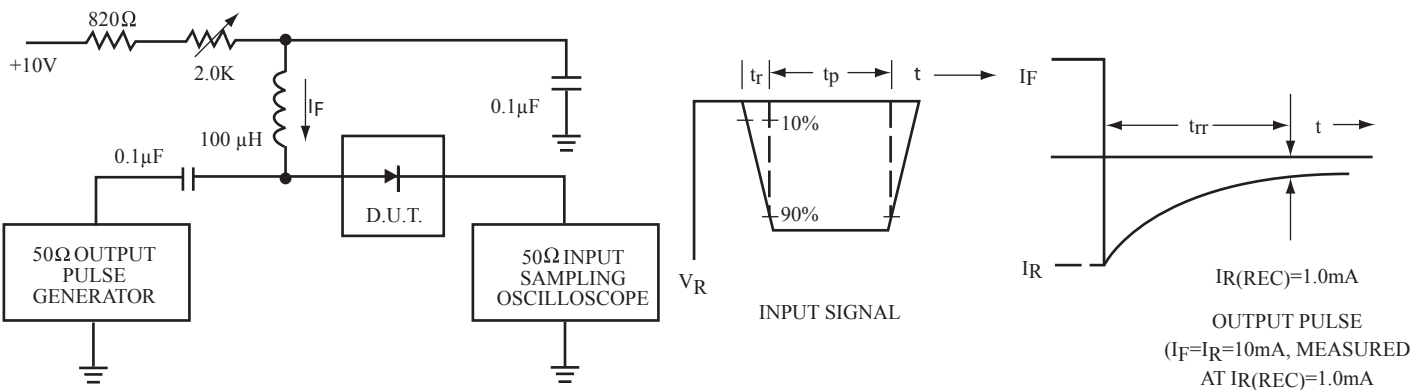 820Ω
+10V
2.0K
IF
100 µH
0.1µF
0.1µF
D.U.T.
50Ω OUTPUT
PULSE
GENERATOR
50Ω INPUT
SAMPLING
OSCILLOSCOPE
tr
tp
t
10%
90%
VR
INPUT SIGNAL
IF
trr
t
IR
IR(REC)=1.0mA
OUTPUT PULSE
(IF=IR=10mA, MEASURED
AT IR(REC)=1.0mA